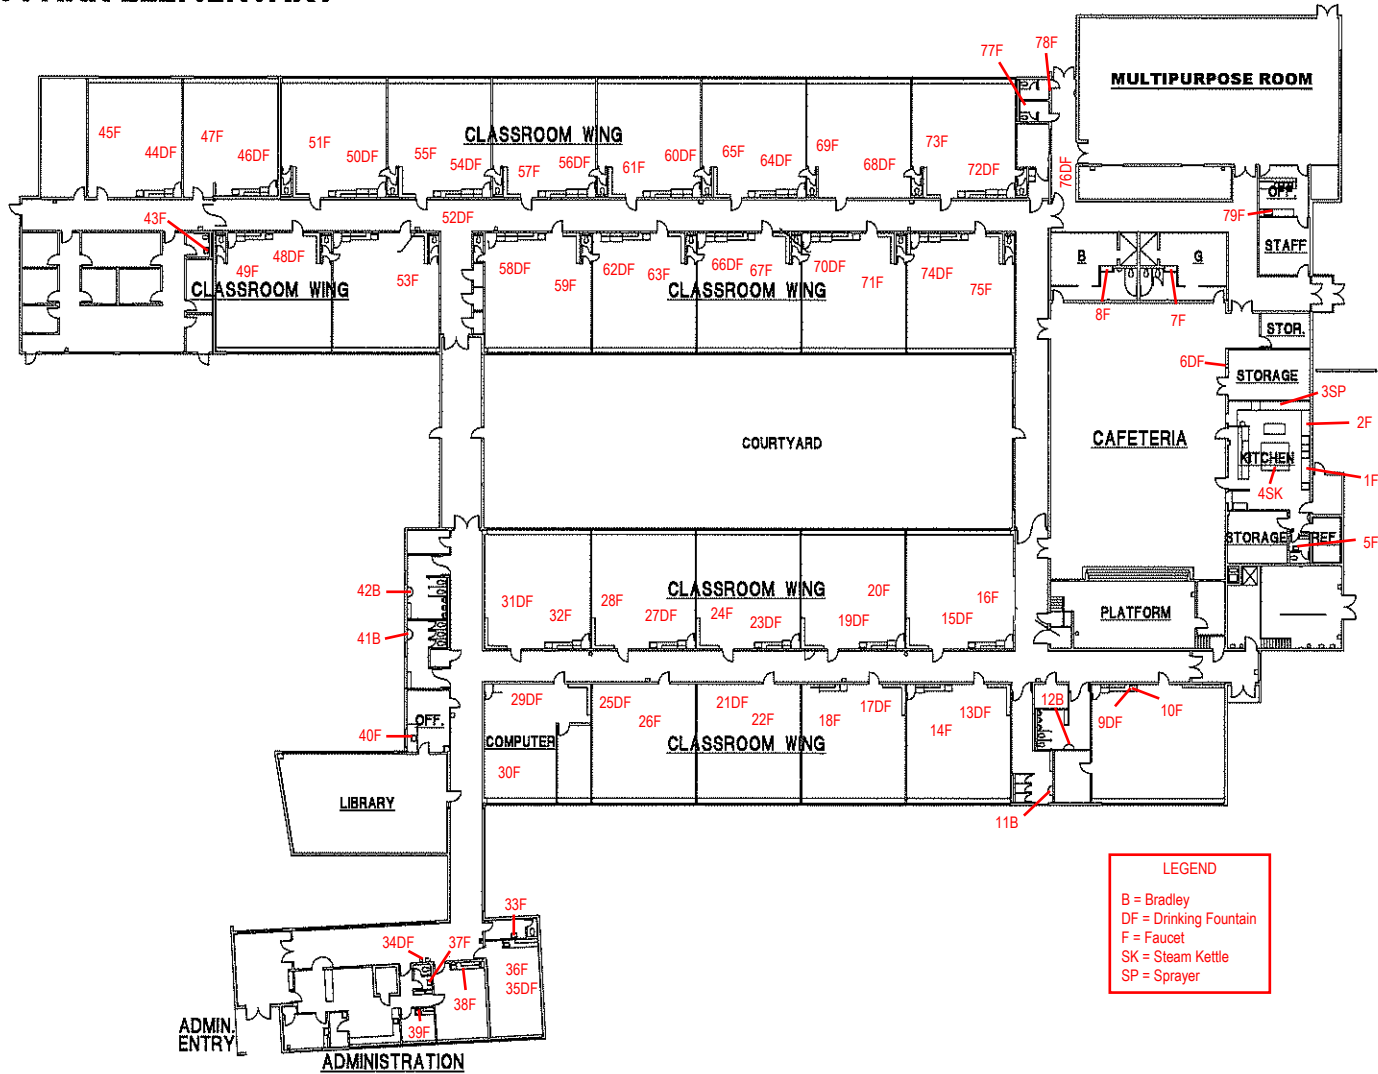 77F
78F
MULTIPURPOSE ROOM
45F
47F
51F
CLASSROOM WING
44DF
46DF
50DF
55F
54DF
57F
56DF
61F
60DF
65F
64DF
69F
68DF
73F
72DF
76DF
OFF.
79F
STAFF
43F
52DF
B
G
49F
48DF
53F
58DF
59F
62DF
63F
66DF
67F
70DF
71F
74DF
75F
CLASSROOM WING
CLASSROOM WING
8F
7F
STOR.
6DF
STORAGE
3SP
2F
COURTYARD
CAFETERIA
KITCHEN
1F
4SK
STORAGE
REF.
5F
42B
41B
31DF
32F
28F
27DF
CLASSROOM WING
24F
23DF
20F
19DF
16F
15DF
PLATFORM
29DF
25DF
26F
21DF
22F
18F
17DF
14F
13DF
12B
9DF
10F
OFF.
40F
COMPUTER
CLASSROOM WING
30F
LIBRARY
11B
LEGEND
B = Bradley
DF = Drinking Fountain
F = Faucet
SK = Steam Kettle
SP = Sprayer
33F
34DF
37F
36F
35DF
38F
39F
ADMIN.
ENTRY
ADMINISTRATION